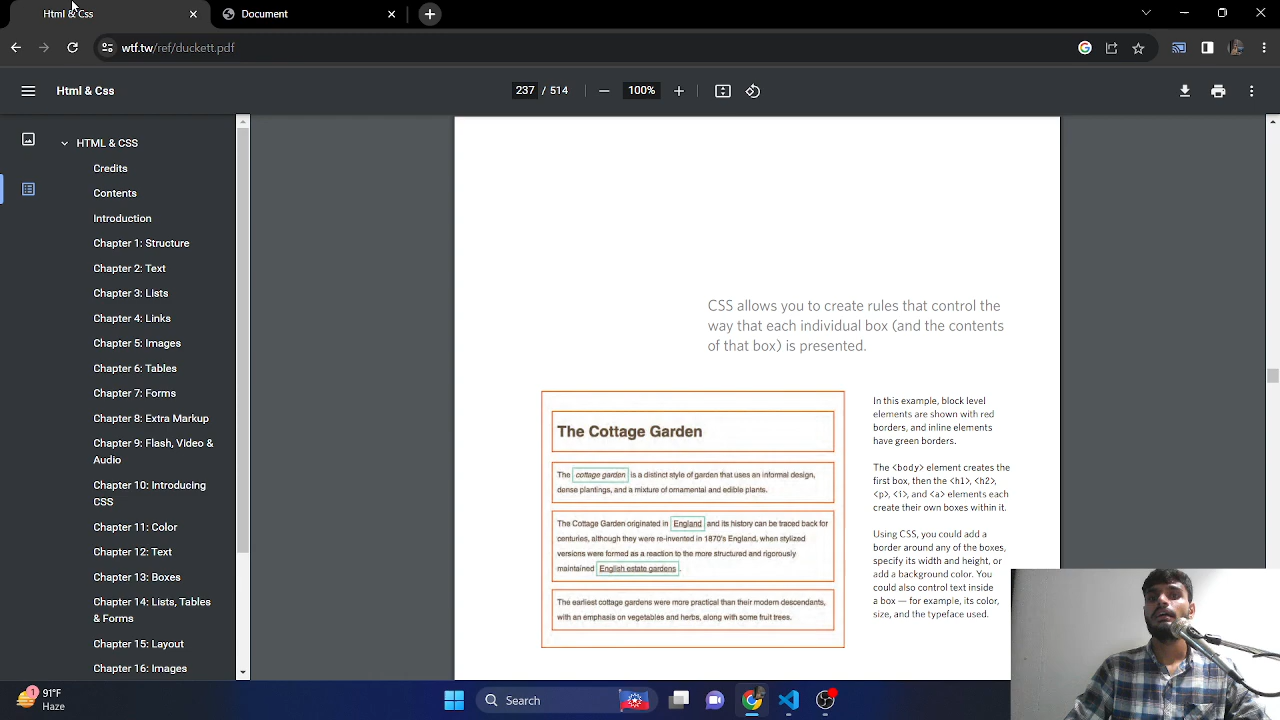 Html & Css
Document
wf.tw/ref/ducket.pdf
Html & Css
237 / 514
100%
HTML & CSS
Credits
Contents
Introduction
Chapter 1: Structure
Chapter 2: Text
Chapter 3: Lists
Chapter 4: Links
Chapter 5: Images
Chapter 6: Tables
Chapter 7: Forms
Chapter 8: Extra Markup
Chapter 9: Flash, Video &
Audio
Chapter 10: Introducing
CSS
Chapter 11: Color
Chapter 12: Text
Chapter 13: Boxes
Chapter 14: Lists, Tables
& Forms
Chapter 15: Layout
Chapter 16: Images
CSS allows you to create rules that control the
way that each individual box (and the contents
of that box) is presented.
The Cottage Garden
The cottage garden is a distinct style of garden that uses an informal design,
dense plantings, and a mixture of ornamental and edible plants.
The Cottage Garden originated in England and its history can be traced back for
centuries, although they were re-invented in 1870's England, when stylized
versions were formed as a reaction to the more structured and rigorously
maintained English estate gardens.
The earliest cottage gardens were more practical than their modern descendants,
with an emphasis on vegetables and herbs, along with some fruit trees.
In this example, block level
elements are shown with red
borders, and inline elements
have green borders.
The <body> element creates the
first box, then the <h1>, <h2>,
<p>, <i>, and <a> elements each
create their own boxes within it.
Using CSS, you could add a
border around any of the boxes,
specify its width and height, or
add a background color. You
could also control text inside
a box — for example, its color,
size, and the typeface used.
1
91°F
Haze
Search